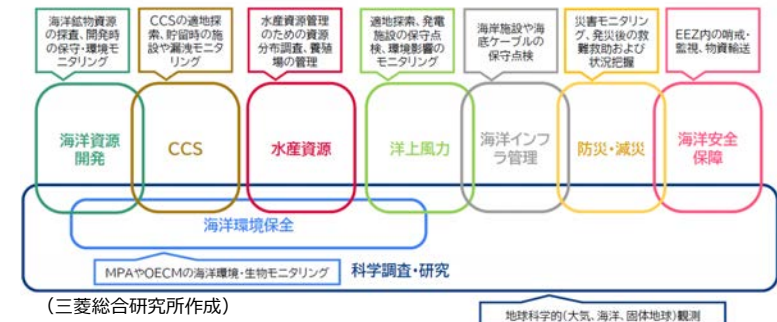 海洋鉱物資源
の探査、開発時
の保守・環境モ
ニタリング
CCSの適地探
索、貯留時の施
設や漏洩モニタ
リング
水産資源管理
のための資源
分布調査、養殖
場の管理
適地探索、発電
施設の保守点
検、環境影響の
モニタリング
海岸施設や海
底ケーブルの
保守点検
災害モニタリン
グ、発災後の救
難救助および
状況把握
EEZ内の哨戒・
監視、物資輸送
海洋資源
開発
CCS
水産資源
洋上風力
海洋インフ
ラ管理
防災・減災
海洋安全
保障
海洋環境保全
MPAやOECMの海洋環境・生物モニタリング
科学調査・研究
（三菱総合研究所作成）
地球科学的(大気、海洋、固体地球)観測